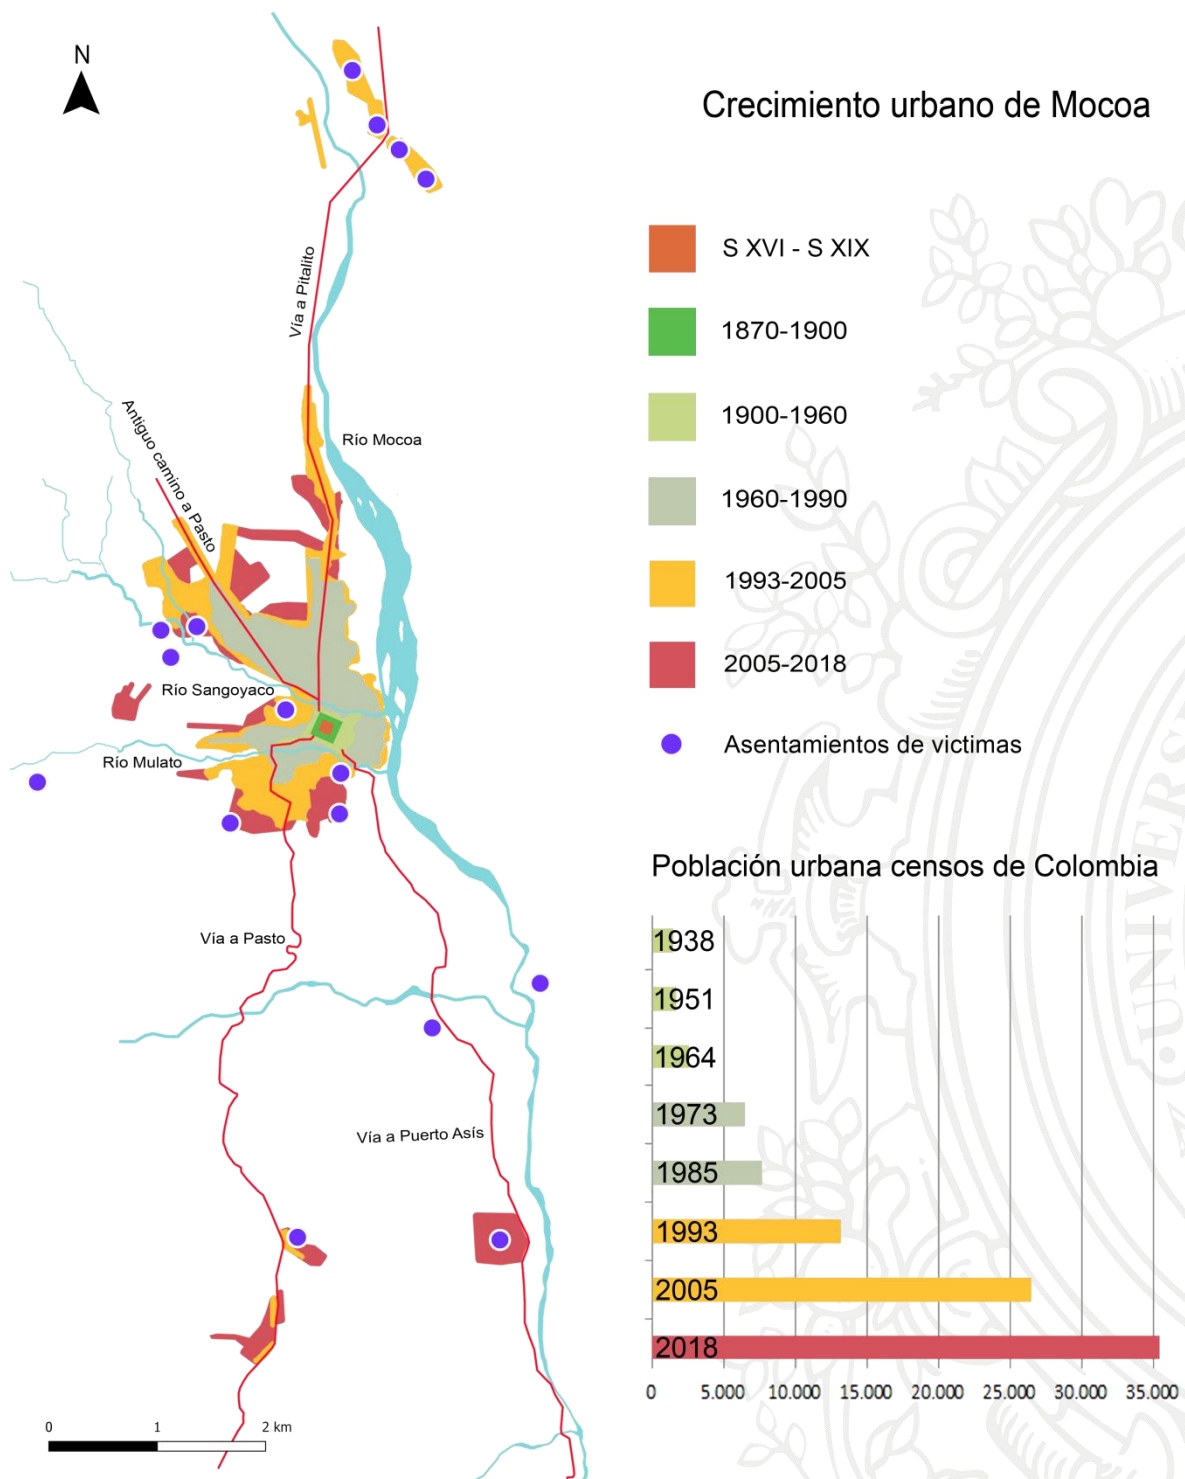 N
Crecimiento urbano de Mocoa
S XVI - S XIX
1870-1900
1900-1960
1960-1990
1993-2005
2005-2018
Asentamientos de victimas
Vía a Pitalito
Antiguo camino a Pasto
Río Mocoa
Río Sangoyaco
Río Mulato
Vía a Pasto
Vía a Puerto Asís
0 1 2 km
Población urbana censos de Colombia
1938
1951
1964
1973
1985
1993
2005
2018
0 5.000 10.000 15.000 20.000 25.000 30.000 35.000